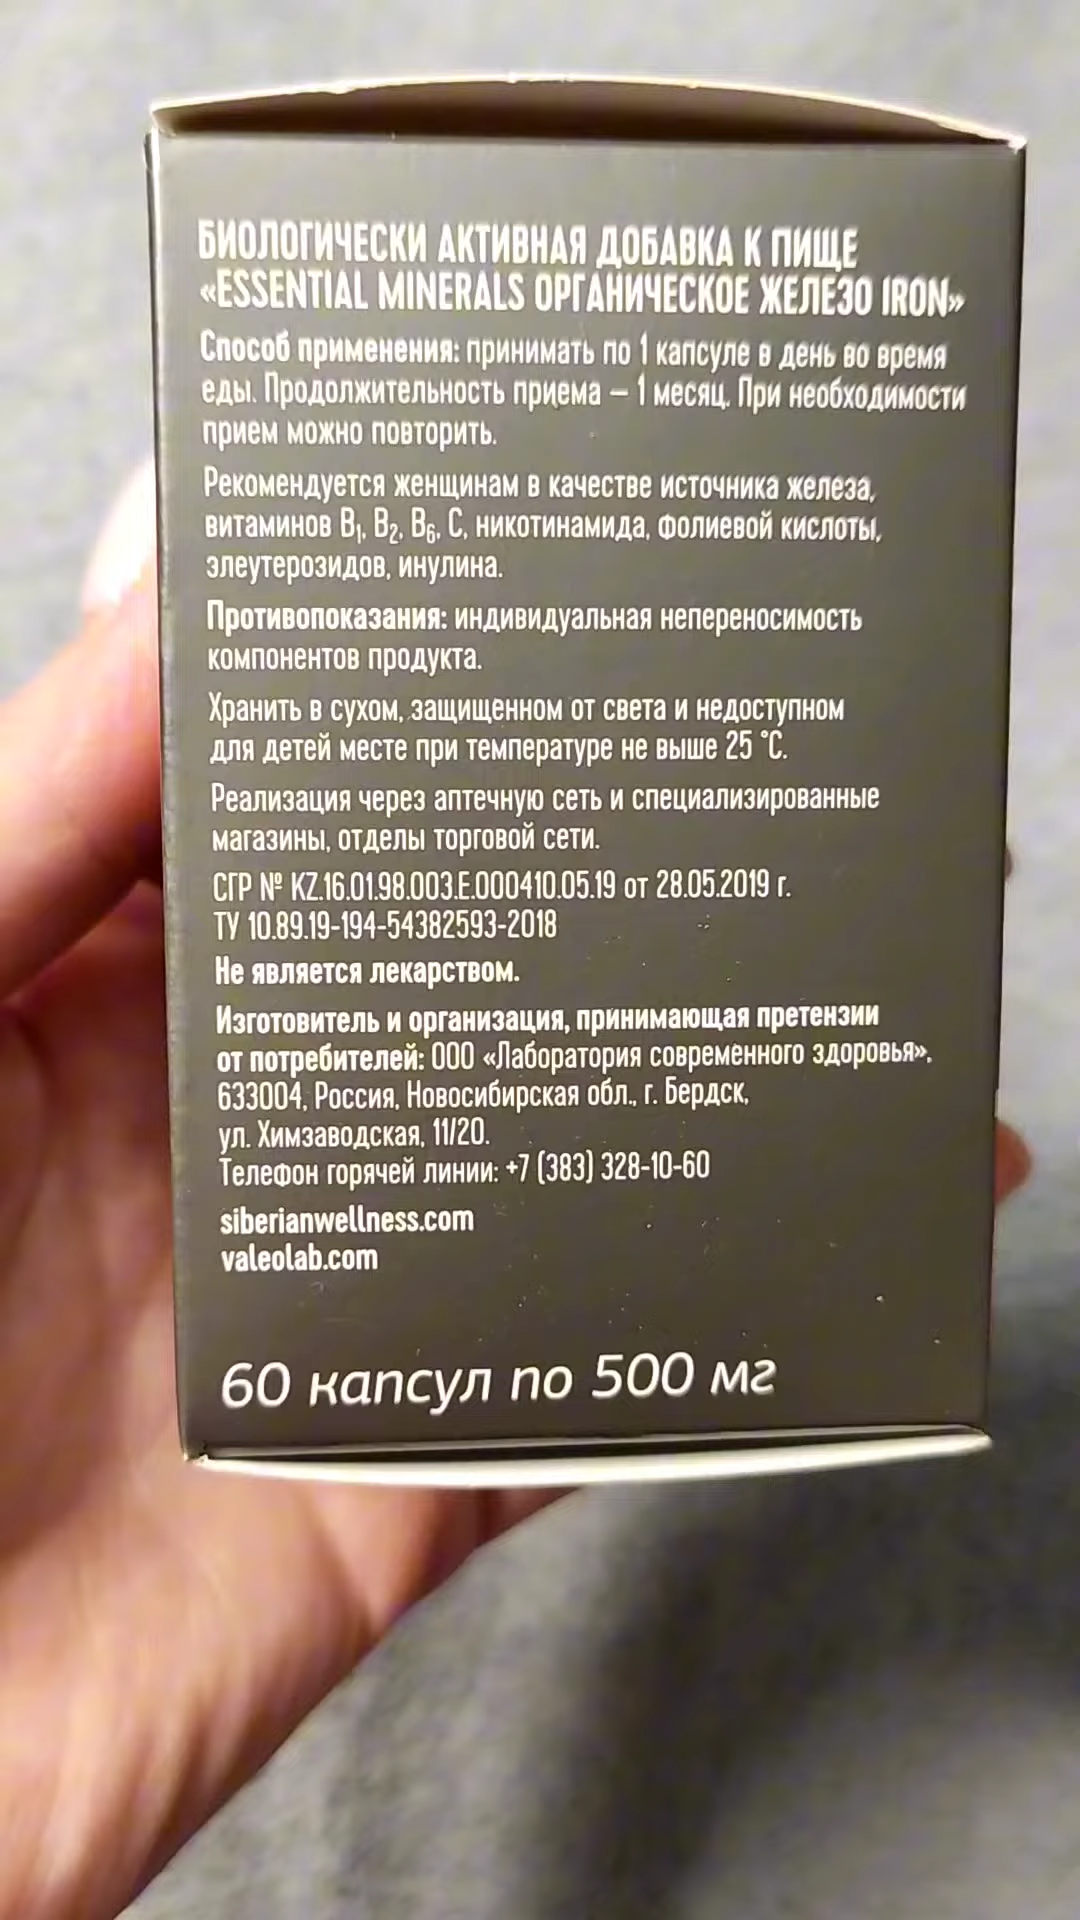 БИОЛОГИЧЕСКИ АКТИВНАЯ ДОБАВКА К ПИЩЕ
«ESSENTIAL MINERALS ОРГАНИЧЕСКОЕ ЖЕЛЕЗО IRON»
Способ применения: принимать по 1 капсуле в день во время
еды. Продолжительность приема – 1 месяц. При необходимости
прием можно повторить.
Рекомендуется женщинам в качестве источника железа,
витаминов B₁, B₂, B₆, C, никотинамида, фолиевой кислоты,
элеутерозидов, инулина.
Противопоказания: индивидуальная непереносимость
компонентов продукта.
Хранить в сухом, защищенном от света и недоступном
для детей месте при температуре не выше 25 °C.
Реализация через аптечную сеть и специализированные
магазины, отделы торговой сети.
СГР № KZ.16.01.98.003.E.000410.05.19 от 28.05.2019 г.
ТУ 10.89.19-194-54382593-2018
Не является лекарством.
Изготовитель и организация, принимающая претензии
от потребителей: ООО «Лаборатория современного здоровья»,
633004, Россия, Новосибирская обл., г. Бердск,
ул. Химзаводская, 11/20.
Телефон горячей линии: +7 (383) 328-10-60
siberianwellness.com
valeolab.com
60 капсул по 500 мг